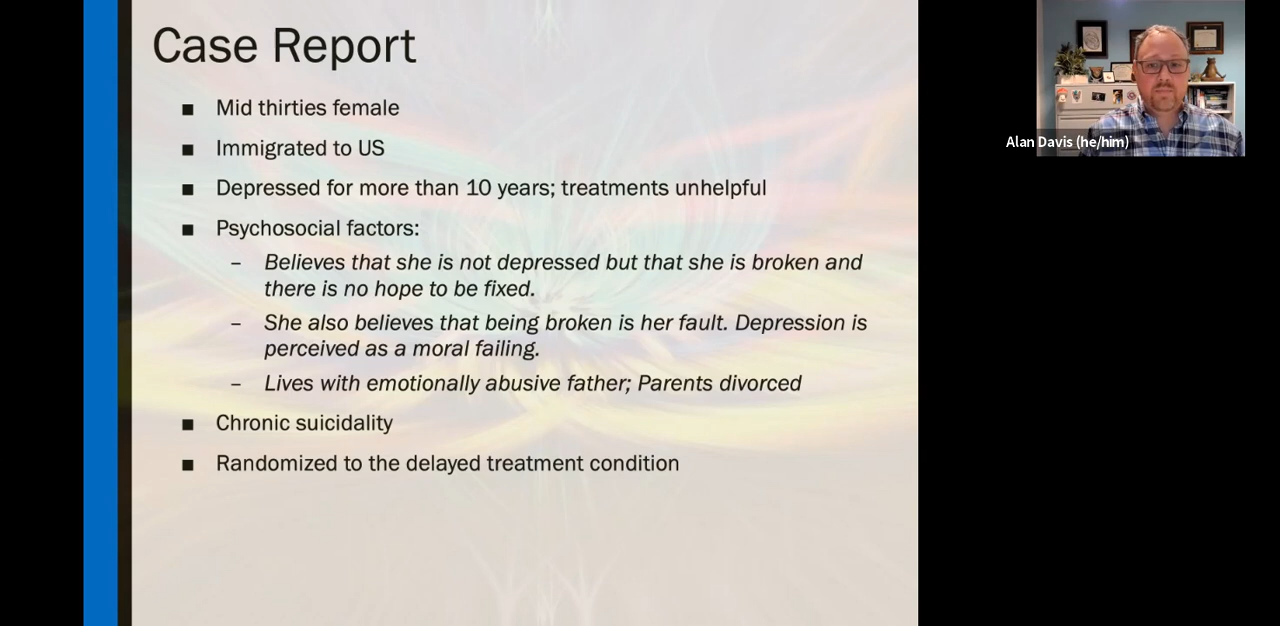 Case Report
■ Mid thirties female
■ Immigrated to US
■ Depressed for more than 10 years; treatments unhelpful
■ Psychosocial factors:
– Believes that she is not depressed but that she is broken and
there is no hope to be fixed.
– She also believes that being broken is her fault. Depression is
perceived as a moral failing.
– Lives with emotionally abusive father; Parents divorced
■ Chronic suicidality
■ Randomized to the delayed treatment condition
Alan Davis (he/him)